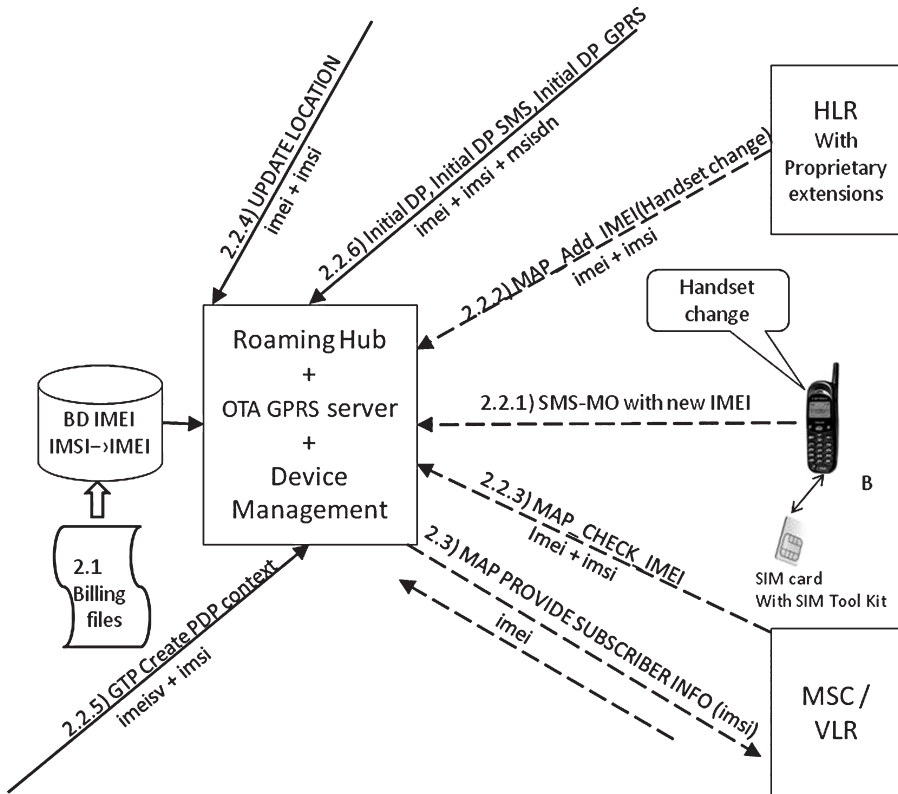 2.2.4) UPDATE LOCATION
imei + imsi
2.2.6) Initial DP, Initial DP SMS, Initial DP GPRS
imei + imsi + msisdn
HLR
With
Proprietary
extensions
2.2.2) MAP_Add_IMEI(Handset change)
imei + imsi
Handset
change
Roaming Hub
+
OTA GPRS server
+
Device
Management
BD IMEI
IMSI-→IMEI
2.2.1) SMS-MO with new IMEI
B
2.2.3) MAP_CHECK_IMEI
Imei + imsi
2.1
Billing
files
SIM card
With SIM Tool Kit
2.3) MAP PROVIDE SUBSCRIBER INFO (imsi)
imei
2.2.5) GTP Create PDP context
imeisv + imsi
MSC /
VLR